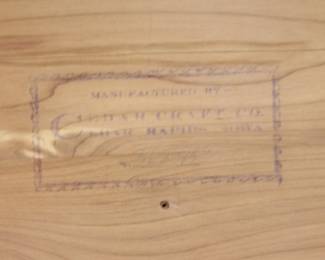 MANUFACTURED BY
CEDAR CRAFT CO.
CEDAR RAPIDS IOWA